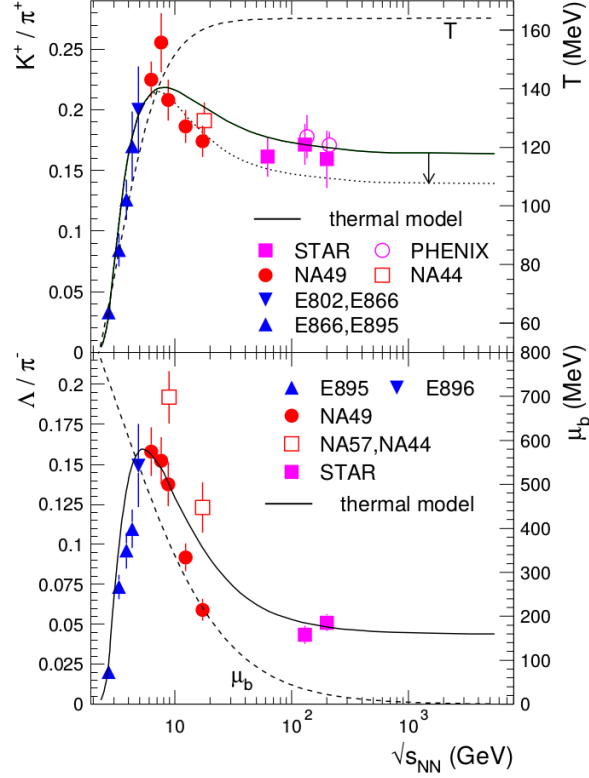 K⁺/π⁺
0.25
0.2
0.15
0.1
0.05
0
160
140
120
100
80
60
T (MeV)
T
thermal model
STAR PHENIX
NA49 NA44
E802,E866
E866,E895
Λ/π⁻
0.2
0.175
0.15
0.125
0.1
0.075
0.05
0.025
0
800
700
600
500
400
300
200
100
0
μb (MeV)
E895 E896
NA49
NA57,NA44
STAR
thermal model
μb
10 10² 10³
√sNN (GeV)